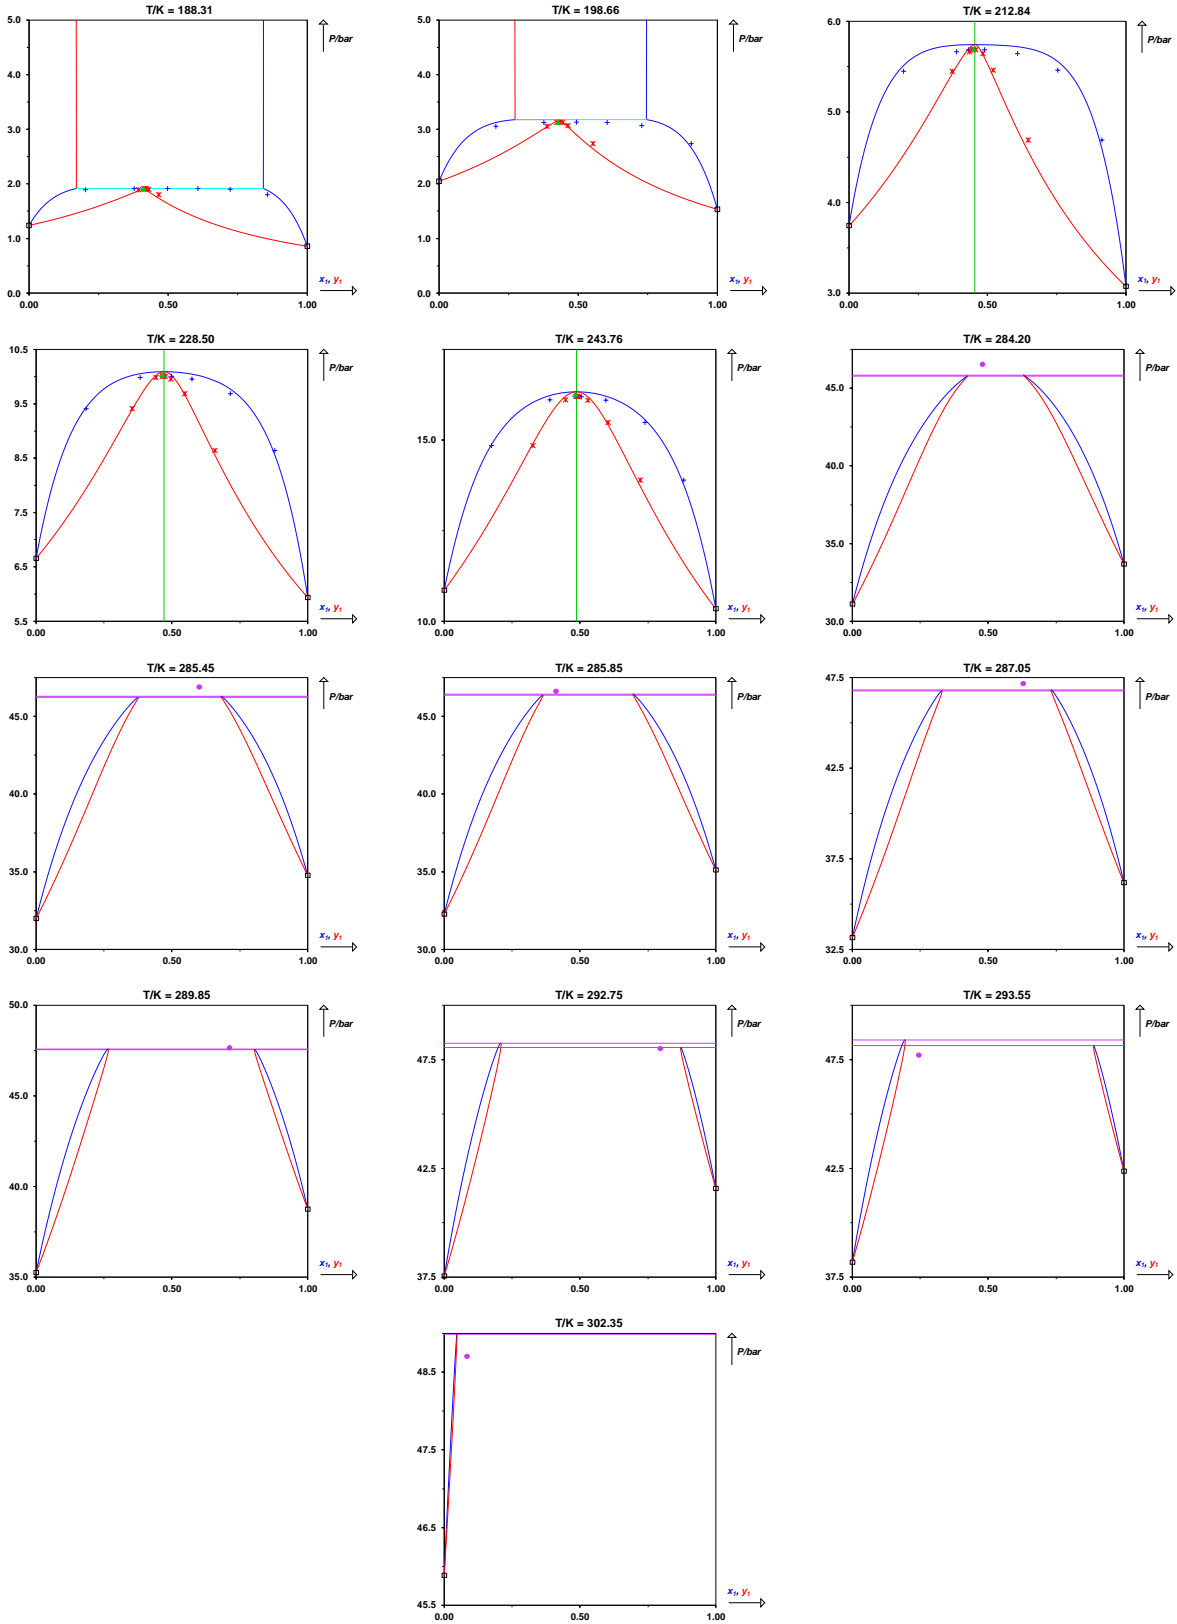 T/K = 188.31
5.0
4.0
3.0
2.0
1.0
0.0
0.00 0.50 1.00
P/bar
x1, y1
T/K = 198.66
5.0
4.0
3.0
2.0
1.0
0.0
0.00 0.50 1.00
P/bar
x1, y1
T/K = 212.84
6.0
5.0
4.0
3.0
0.00 0.50 1.00
P/bar
x1, y1
T/K = 228.50
10.5
9.5
8.5
7.5
6.5
5.5
0.00 0.50 1.00
P/bar
x1, y1
T/K = 243.76
15.0
10.0
0.00 0.50 1.00
P/bar
x1, y1
T/K = 284.20
45.0
40.0
35.0
30.0
0.00 0.50 1.00
P/bar
x1, y1
T/K = 285.45
45.0
40.0
35.0
30.0
0.00 0.50 1.00
P/bar
x1, y1
T/K = 285.85
45.0
40.0
35.0
30.0
0.00 0.50 1.00
P/bar
x1, y1
T/K = 287.05
47.5
42.5
37.5
32.5
0.00 0.50 1.00
P/bar
x1, y1
T/K = 289.85
50.0
45.0
40.0
35.0
0.00 0.50 1.00
P/bar
x1, y1
T/K = 292.75
47.5
42.5
37.5
0.00 0.50 1.00
P/bar
x1, y1
T/K = 293.55
47.5
42.5
37.5
0.00 0.50 1.00
P/bar
x1, y1
T/K = 302.35
48.5
47.5
46.5
45.5
0.00 0.50 1.00
P/bar
x1, y1